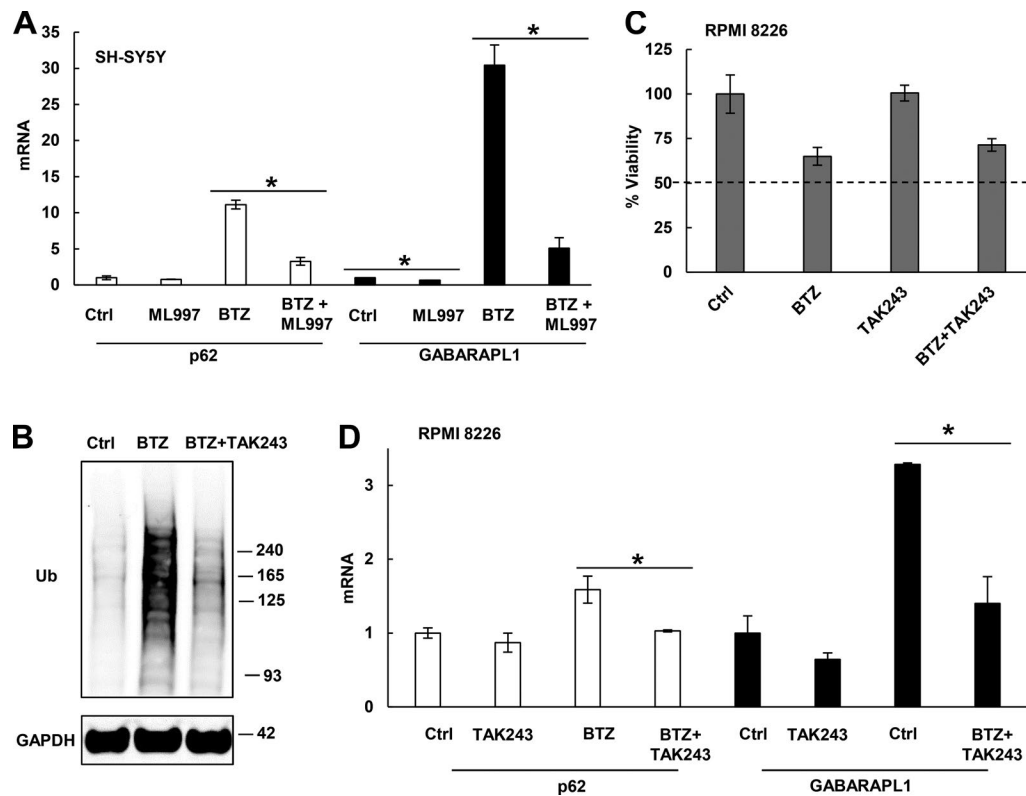 A
SH-SY5Y
mRNA
35
30
25
20
15
10
5
0
*
*
*
Ctrl ML997 BTZ BTZ + ML997 Ctrl ML997 BTZ BTZ + ML997
p62 GABARAPL1
C
RPMI 8226
% Viability
125
100
75
50
25
0
Ctrl BTZ TAK243 BTZ+TAK243
B
Ctrl BTZ BTZ+TAK243
Ub
240
165
125
93
GAPDH
42
D
RPMI 8226
mRNA
3
2
1
0
*
*
Ctrl TAK243 BTZ BTZ+ TAK243 Ctrl TAK243 Ctrl BTZ+ TAK243
p62 GABARAPL1